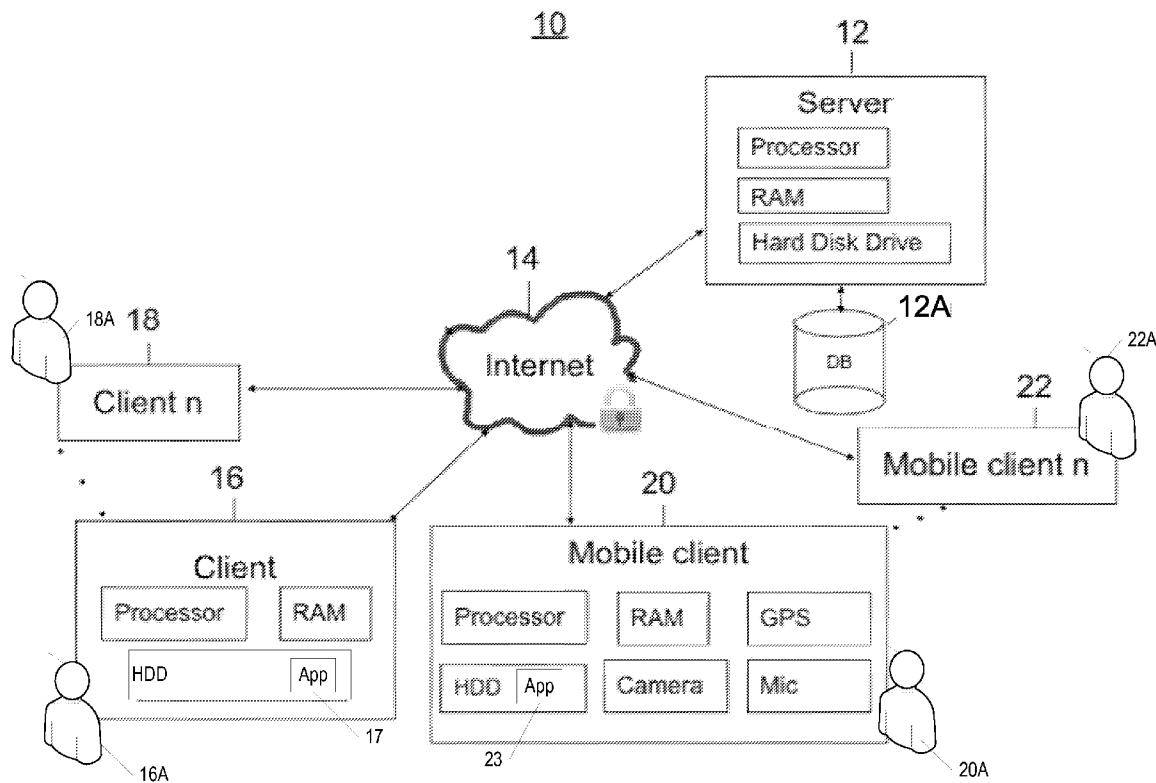 10
12
Server
Processor
RAM
Hard Disk Drive
14
Internet
12A
DB
18A
18
Client n
22A
22
Mobile client n
16
Client
Processor
RAM
HDD
App
17
16A
20
Mobile client
Processor
RAM
GPS
HDD
App
Camera
Mic
23
20A